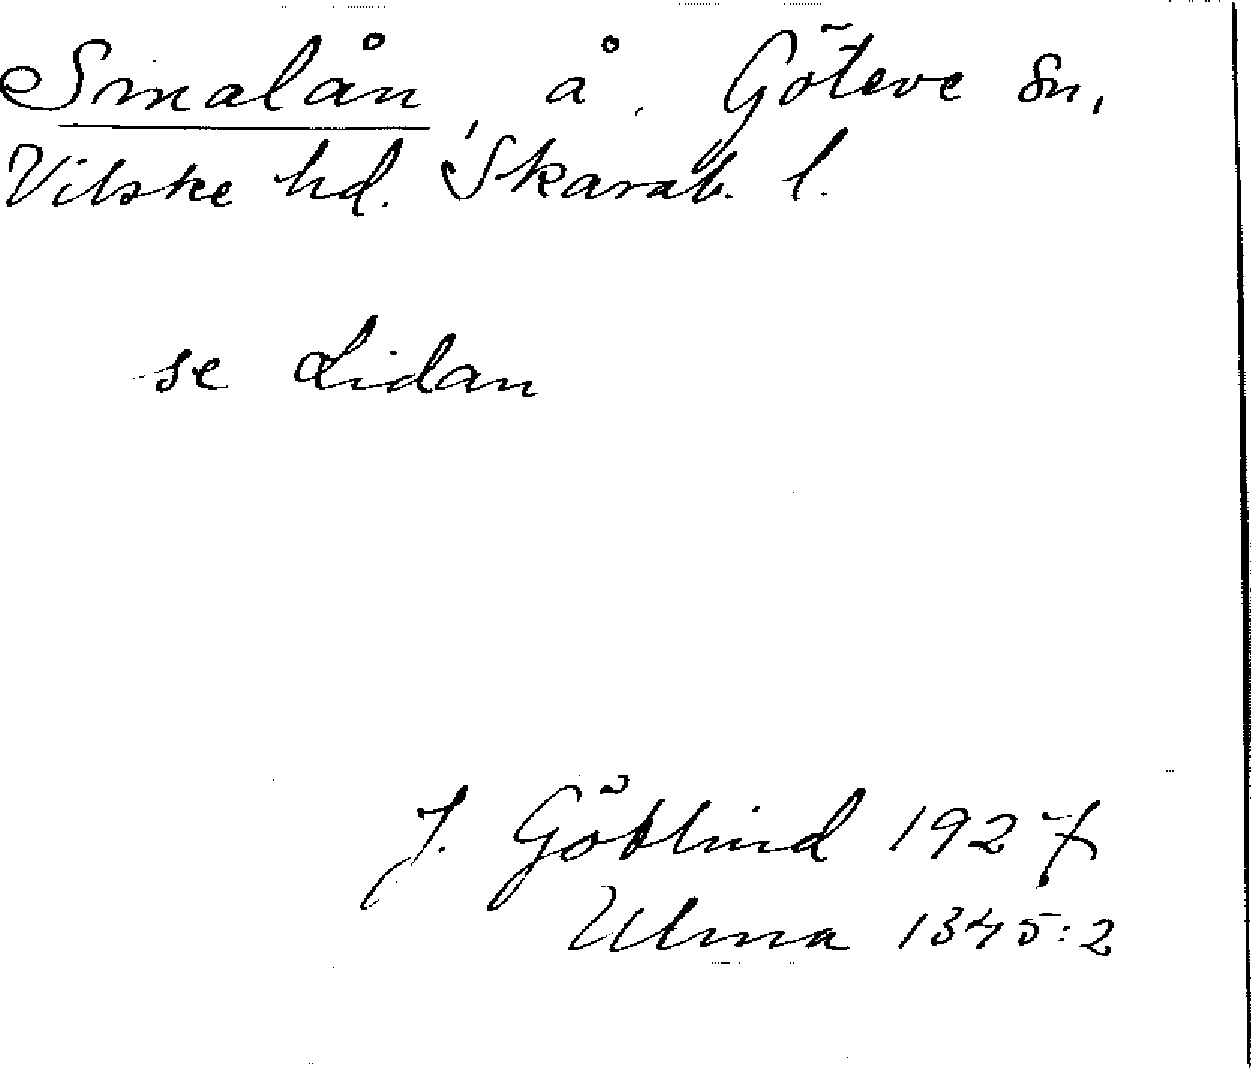 Smalån, å. Göteve sn,
Vilske hd. Skarab. l.
se Lidan
J. Götlind 1927
Ulma 1345:2